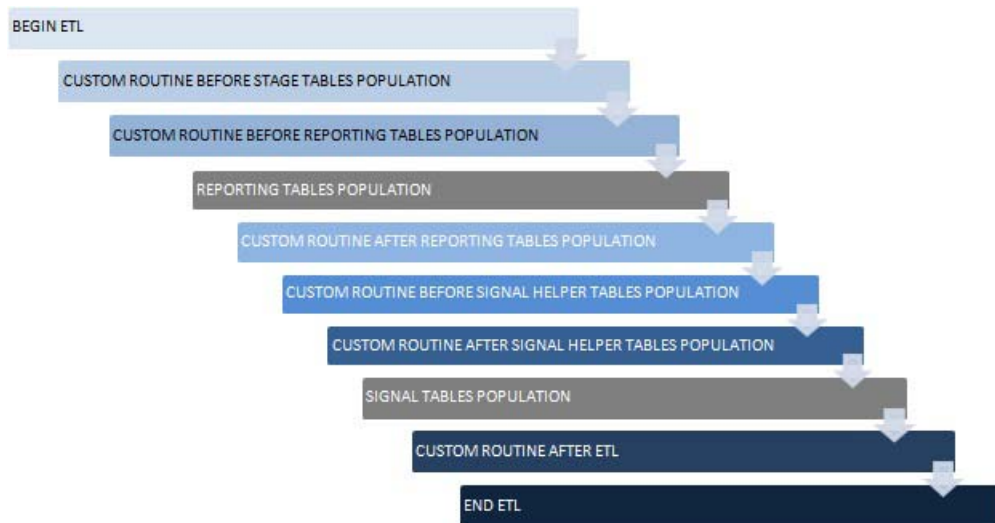 BEGIN ETL
CUSTOM ROUTINE BEFORE STAGE TABLES POPULATION
CUSTOM ROUTINE BEFORE REPORTING TABLES POPULATION
REPORTING TABLES POPULATION
CUSTOM ROUTINE AFTER REPORTING TABLES POPULATION
CUSTOM ROUTINE BEFORE SIGNAL HELPER TABLES POPULATION
CUSTOM ROUTINE AFTER SIGNAL HELPER TABLES POPULATION
SIGNAL TABLES POPULATION
CUSTOM ROUTINE AFTER ETL
END ETL